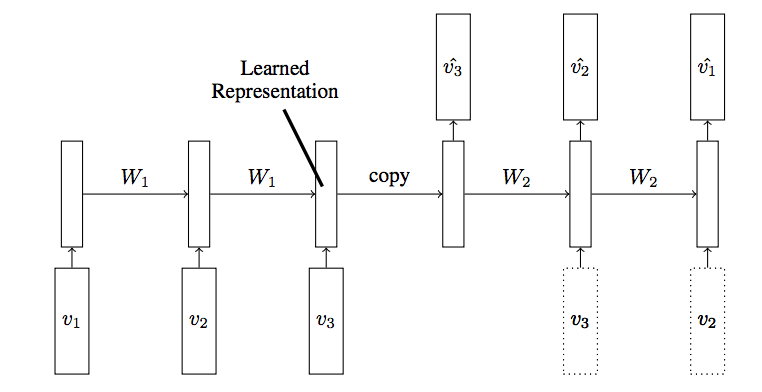 v̂₃
v̂₂
v̂₁
Learned
Representation
W₁
W₁
copy
W₂
W₂
v₁
v₂
v₃
v₃
v₂